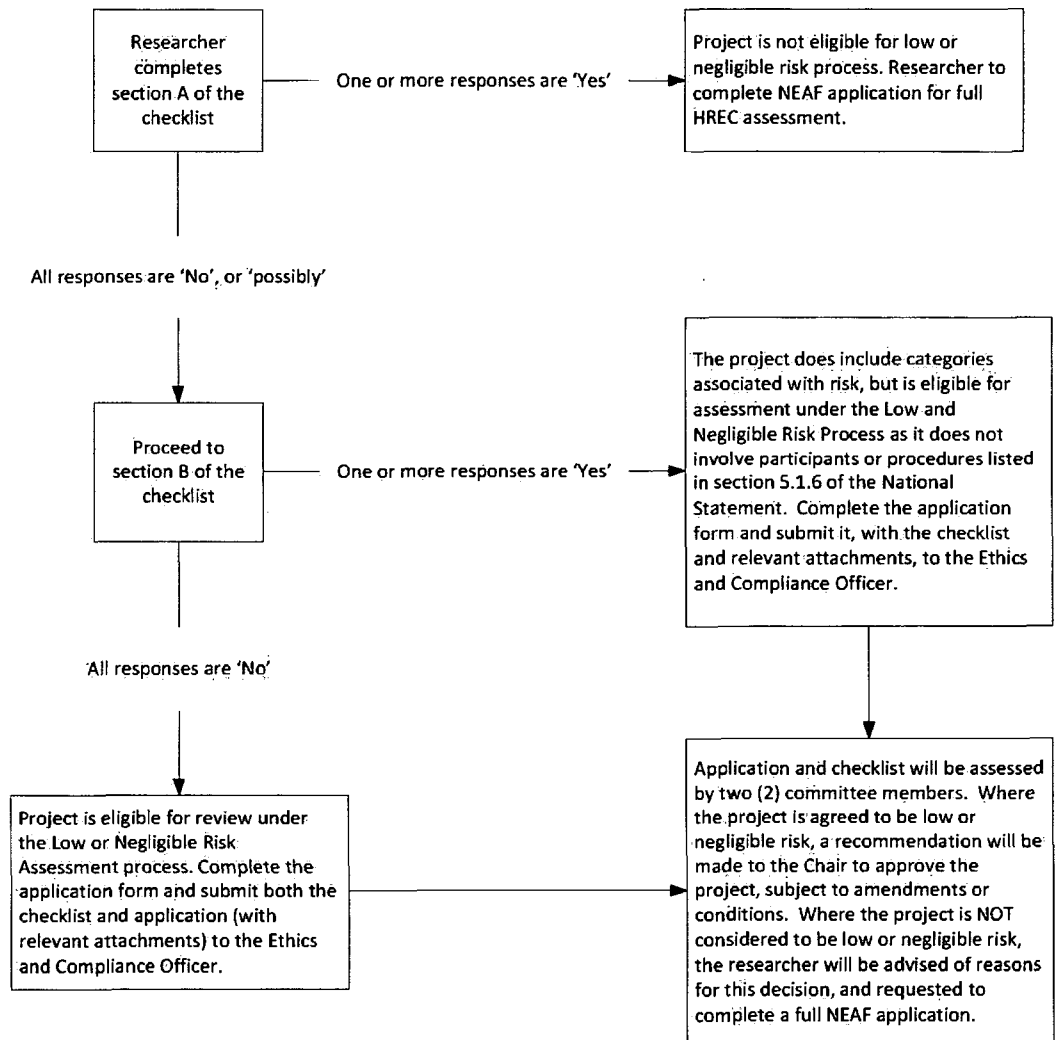 Researcher
completes
section A of the
checklist
One or more responses are 'Yes'
Project is not eligible for low or
negligible risk process. Researcher to
complete NEAF application for full
HREC assessment.
All responses are 'No', or 'possibly'
Proceed to
section B of the
checklist
One or more responses are 'Yes'
The project does include categories
associated with risk, but is eligible for
assessment under the Low and
Negligible Risk Process as it does not
involve participants or procedures listed
in section 5.1.6 of the National
Statement. Complete the application
form and submit it, with the checklist
and relevant attachments, to the Ethics
and Compliance Officer.
All responses are 'No'
Project is eligible for review under
the Low or Negligible Risk
Assessment process. Complete the
application form and submit both the
checklist and application (with
relevant attachments) to the Ethics
and Compliance Officer.
Application and checklist will be assessed
by two (2) committee members. Where
the project is agreed to be low or
negligible risk, a recommendation will be
made to the Chair to approve the
project, subject to amendments or
conditions. Where the project is NOT
considered to be low or negligible risk,
the researcher will be advised of reasons
for this decision, and requested to
complete a full NEAF application.